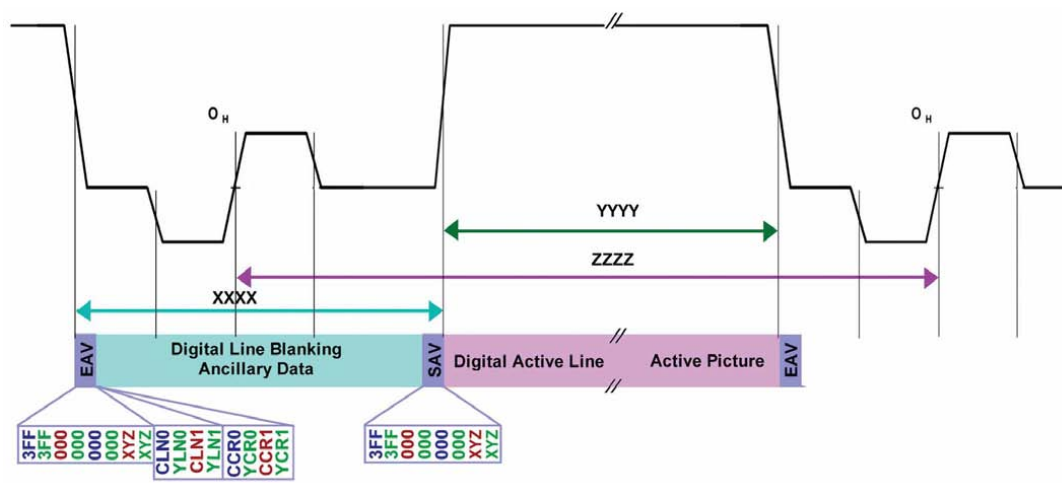 O H
O H
YYYY
ZZZZ
XXXX
EAV
Digital Line Blanking
Ancillary Data
SAV
Digital Active Line
Active Picture
EAV
3FF
3FF
000
000
000
000
XYZ
XYZ
CLN0
YLN0
CLN1
YLN1
CCR0
YCR0
CCR1
YCR1
3FF
3FF
000
000
000
000
XYZ
XYZ